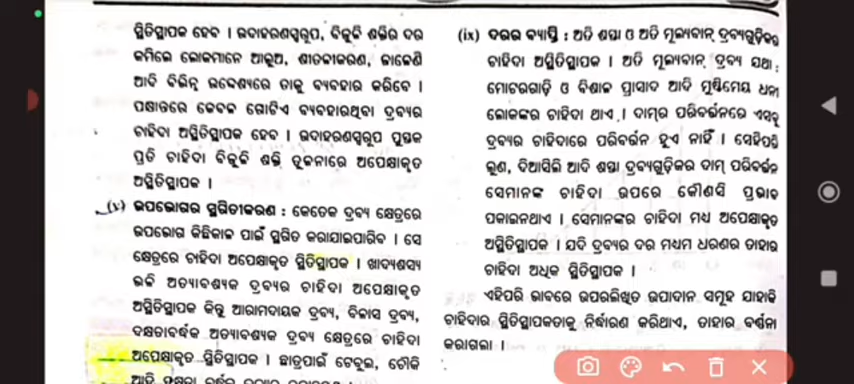 ସ୍ଥିତିସ୍ଥାପକ ହେବ । ଉଦାହରଣସ୍ୱରୂପ, ବିଜୁଳି ଶକ୍ତିର ଦର
କମିଲେ ଲୋକମାନେ ଆଲୁଅ, ଶୀତଳୀକରଣ, ଜାଳେଣି
ଆଦି ବିଭିନ୍ନ ଉଦ୍ଦେଶ୍ୟରେ ତାକୁ ବ୍ୟବହାର କରିବେ ।
ପକ୍ଷାନ୍ତରେ କେବଳ ଗୋଟିଏ ବ୍ୟବହାରଥିବା ଦ୍ରବ୍ୟର
ଚାହିଦା ଅସ୍ଥିତିସ୍ଥାପକ ହେବ । ଉଦାହରଣସ୍ୱରୂପ ପୁସ୍ତକ
ପ୍ରତି ଚାହିଦା ବିଜୁଳି ଶକ୍ତି ତୁଳନାରେ ଅପେକ୍ଷାକୃତ
ଅସ୍ଥିତିସ୍ଥାପକ ।
(x) ଉପଭୋଗର ସ୍ଥଗିତୀକରଣ : କେତେକ ଦ୍ରବ୍ୟ କ୍ଷେତ୍ରରେ
ଉପଭୋଗ କିଛିକାଳ ପାଇଁ ସ୍ଥଗିତ କରାଯାଇପାରିବ । ସେ
କ୍ଷେତ୍ରରେ ଚାହିଦା ଅପେକ୍ଷାକୃତ ସ୍ଥିତିସ୍ଥାପକ । ଖାଦ୍ୟଶସ୍ୟ
ଭଳି ଅତ୍ୟାବଶ୍ୟକ ଦ୍ରବ୍ୟର ଚାହିଦା ଅପେକ୍ଷାକୃତ
ଅସ୍ଥିତିସ୍ଥାପକ କିନ୍ତୁ ଆରାମଦାୟକ ଦ୍ରବ୍ୟ, ବିଳାସ ଦ୍ରବ୍ୟ,
ଦକ୍ଷତାବର୍ଦ୍ଧକ ଅତ୍ୟାବଶ୍ୟକ ଦ୍ରବ୍ୟ କ୍ଷେତ୍ରରେ ଚାହିଦା
ଅପେକ୍ଷାକୃତ ସ୍ଥିତିସ୍ଥାପକ । ଛାତ୍ରପାଇଁ ଟେବୁଲ, ଚୌକି
(ix) ଦରର ବ୍ୟାପ୍ତି : ଅତି ଶସ୍ତା ଓ ଅତି ମୂଲ୍ୟବାନ୍ ଦ୍ରବ୍ୟଗୁଡ଼ିକର
ଚାହିଦା ଅସ୍ଥିତିସ୍ଥାପକ । ଅତି ମୂଲ୍ୟବାନ୍ ଦ୍ରବ୍ୟ ଯଥା :
ମୋଟରଗାଡ଼ି ଓ ବିଶାଳ ପ୍ରାସାଦ ଆଦି ମୁଷ୍ଟିମେୟ ଧନୀ
ଲୋକଙ୍କର ଚାହିଦା ଥାଏ । ଦାମ୍‌ର ପରିବର୍ତ୍ତନରେ ଏସବୁ
ଦ୍ରବ୍ୟର ଚାହିଦାରେ ପରିବର୍ତ୍ତନ ହୁଏ ନାହିଁ । ସେହିପରି
ଲୁଣ, ଦିଆସିଲି ଆଦି ଶସ୍ତା ଦ୍ରବ୍ୟଗୁଡ଼ିକର ଦାମ୍ ପରିବର୍ତ୍ତନ
ସେମାନଙ୍କ ଚାହିଦା ଉପରେ କୌଣସି ପ୍ରଭାବ
ପକାଇନଥାଏ । ସେମାନଙ୍କର ଚାହିଦା ମଧ୍ୟ ଅପେକ୍ଷାକୃତ
ଅସ୍ଥିତିସ୍ଥାପକ । ଯଦି ଦ୍ରବ୍ୟର ଦର ମଧ୍ୟମ ଧରଣର ତାହାର
ଚାହିଦା ଅଧିକ ସ୍ଥିତିସ୍ଥାପକ ।
ଏହିପରି ଭାବରେ ଉପରଲିଖିତ ଉପାଦାନ ସମୂହ ଯାହାକି
ଚାହିଦାର ସ୍ଥିତିସ୍ଥାପକତାକୁ ନିର୍ଦ୍ଧାରଣ କରିଥାଏ, ତାହାର ବର୍ଣ୍ଣନା
କରାଗଲା ।